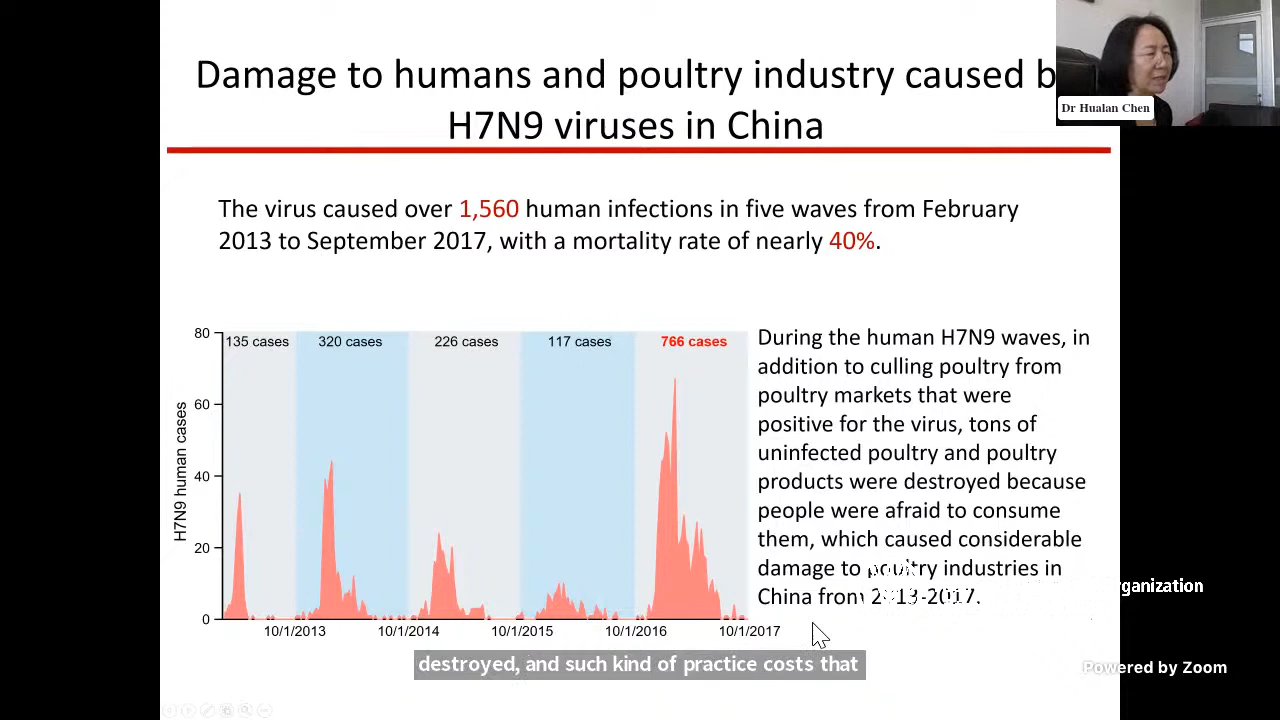 Damage to humans and poultry industry caused b
H7N9 viruses in China
Dr Hualan Chen
The virus caused over 1,560 human infections in five waves from February
2013 to September 2017, with a mortality rate of nearly 40%.
H7N9 human cases
80
60
40
20
0
135 cases
320 cases
226 cases
117 cases
766 cases
10/1/2013
10/1/2014
10/1/2015
10/1/2016
10/1/2017
During the human H7N9 waves, in
addition to culling poultry from
poultry markets that were
positive for the virus, tons of
uninfected poultry and poultry
products were destroyed because
people were afraid to consume
them, which caused considerable
damage to poultry industries in
China from 2013-2017.
rganization
destroyed, and such kind of practice costs that
Powered by Zoom